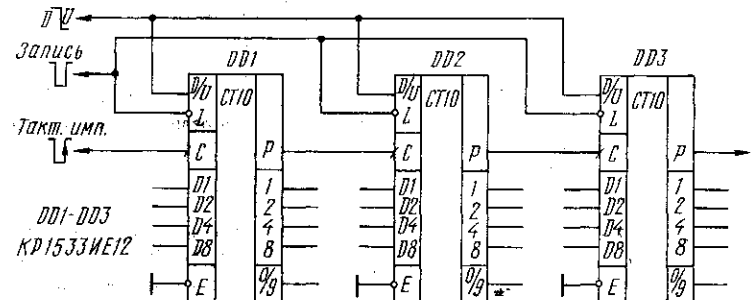 D U
Запись
Такт. имп.
DD1-DD3
КР1533ИЕ12
DD1
D/U
L
C
D1
D2
D4
D8
E
CT10
P
1
2
4
8
0/9
DD2
D/U
L
C
D1
D2
D4
D8
E
CT10
P
1
2
4
8
0/9
DD3
D/U
L
C
D1
D2
D4
D8
E
CT10
P
1
2
4
8
0/9